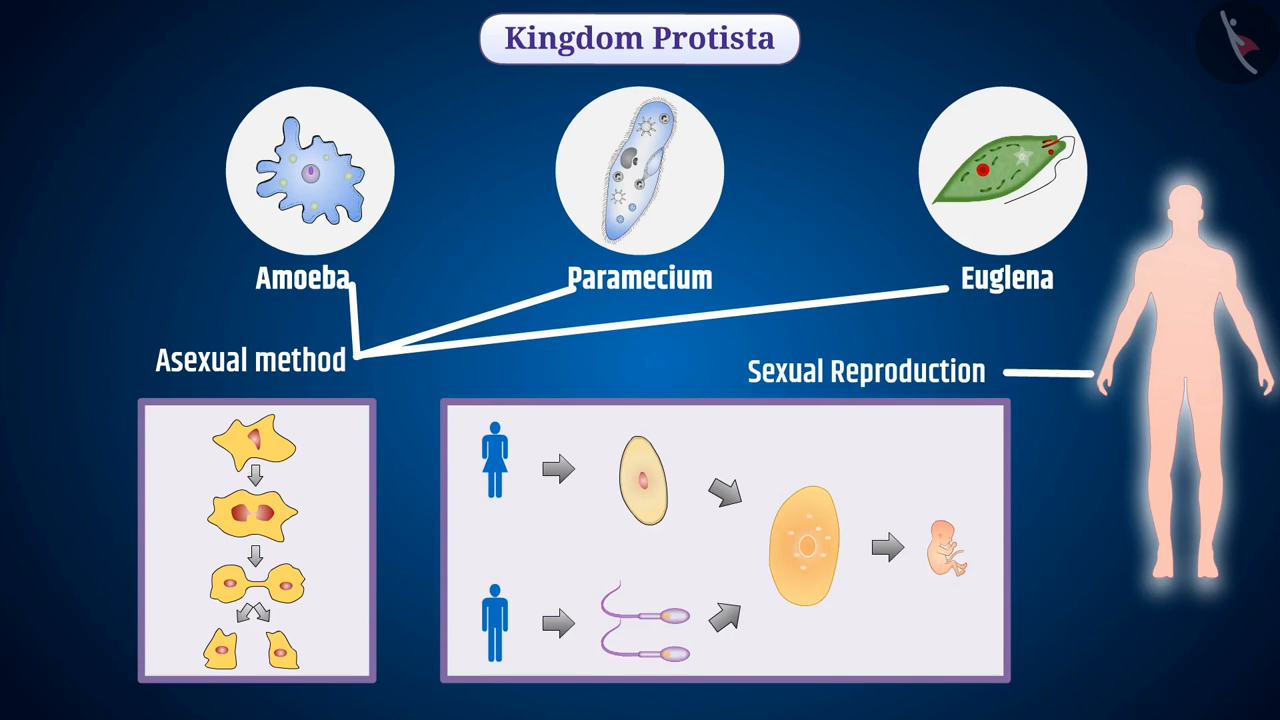 Kingdom Protista
Amoeba
Paramecium
Euglena
Asexual method
Sexual Reproduction